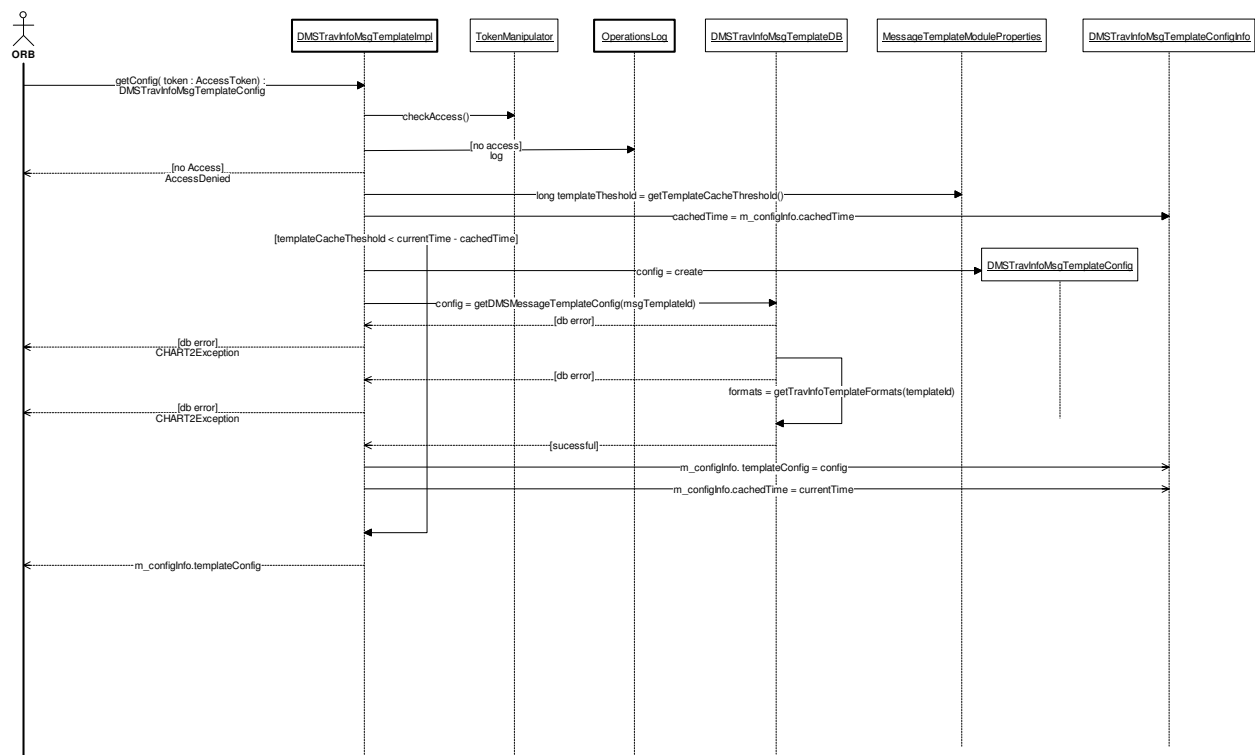 ORB
DMSTravInfoMsgTemplateImpl
TokenManipulator
OperationsLog
DMSTravInfoMsgTemplateDB
MessageTemplateModuleProperties
DMSTravInfoMsgTemplateConfigInfo
getConfig( token : AccessToken) :
DMSTravInfoMsgTemplateConfig
checkAccess()
[no access]
log
[no Access]
AccessDenied
long templateTheshold = getTemplateCacheThreshold()
cachedTime = m_configInfo.cachedTime
[templateCacheTheshold < currentTime - cachedTime]
config = create
DMSTravInfoMsgTemplateConfig
config = getDMSMessageTemplateConfig(msgTemplateId)
[db error]
[db error]
CHART2Exception
[db error]
formats = getTravInfoTemplateFormats(templateId)
[db error]
CHART2Exception
[sucessful]
m_configInfo. templateConfig = config
m_configInfo.cachedTime = currentTime
m_configInfo.templateConfig